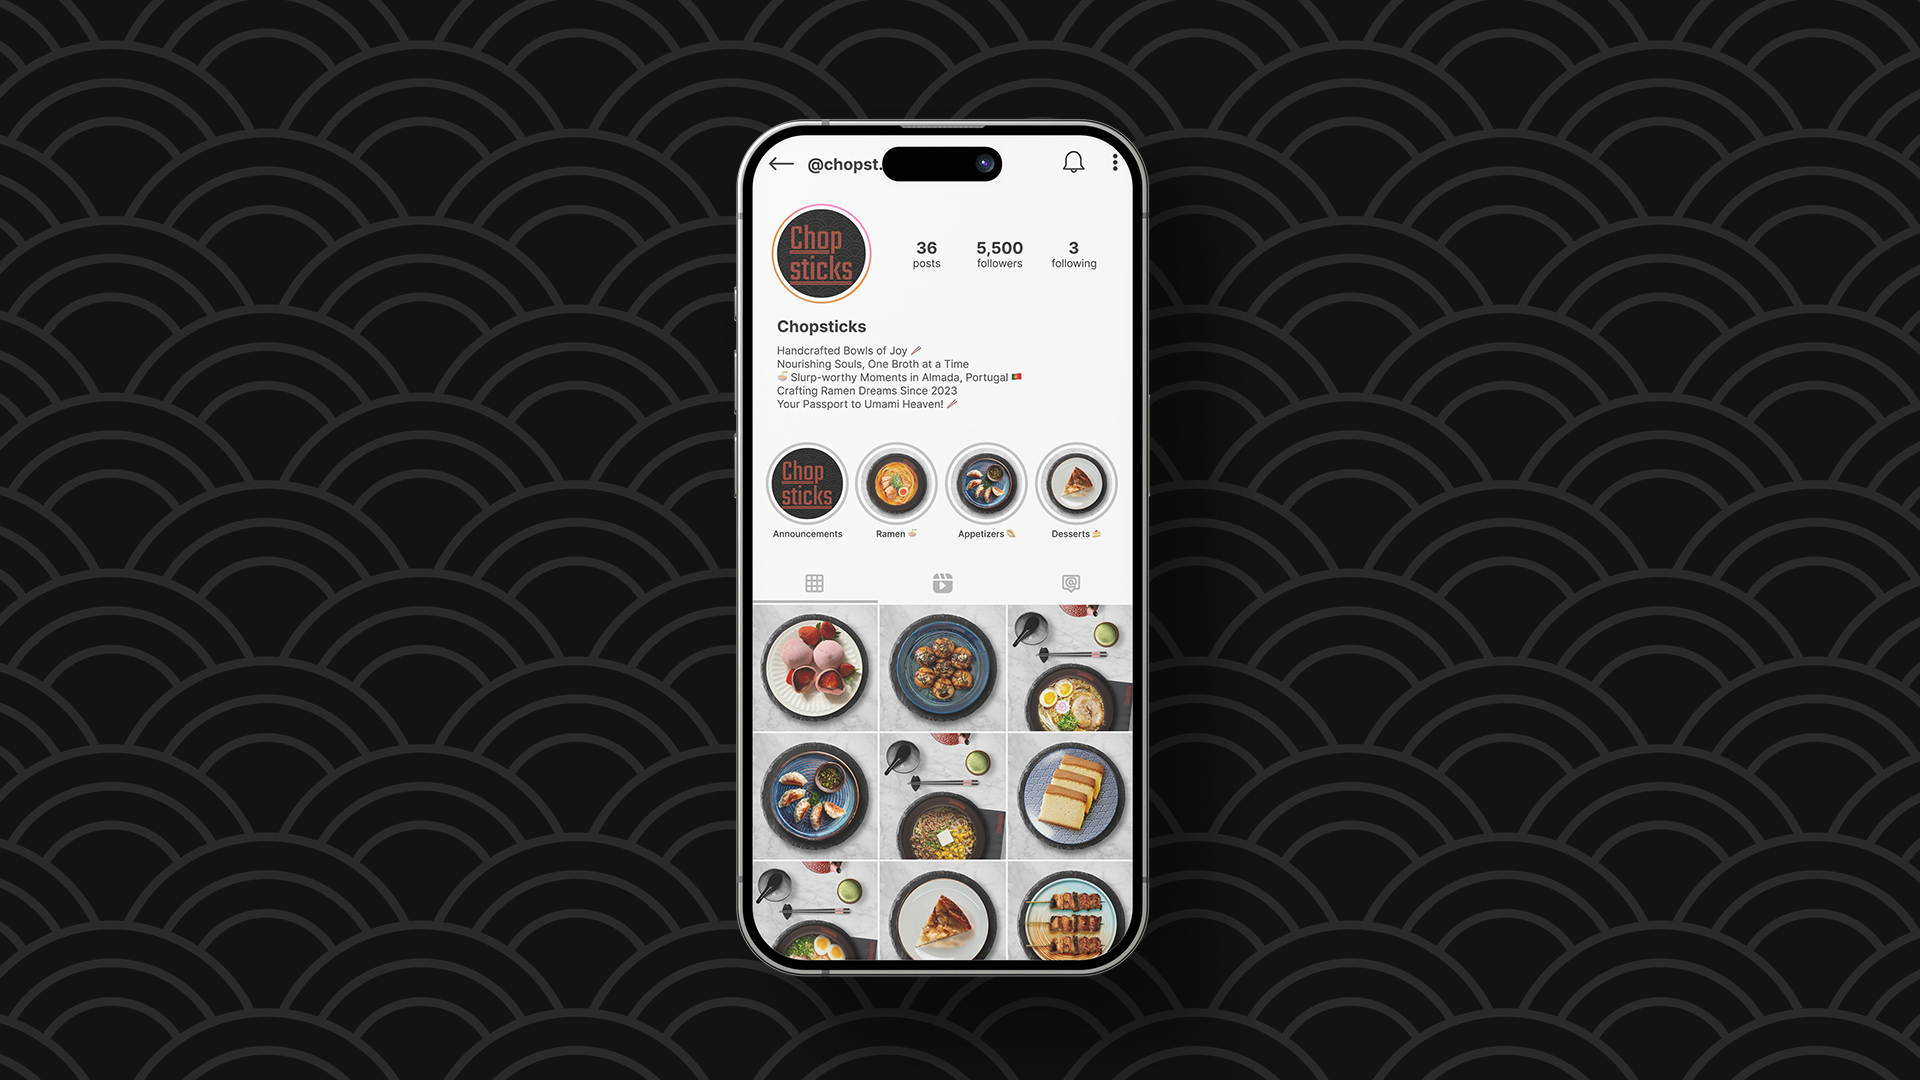 @chopst.
Chop
sticks
36
posts
5,500
followers
3
following
Chopsticks
Handcrafted Bowls of Joy 🥢
Nourishing Souls, One Broth at a Time
🍜 Slurp-worthy Moments in Almada, Portugal 🇵🇹
Crafting Ramen Dreams Since 2023
Your Passport to Umami Heaven! 🥢
Chop
sticks
Announcements
Ramen 🍜
Appetizers 🥟
Desserts 🍰